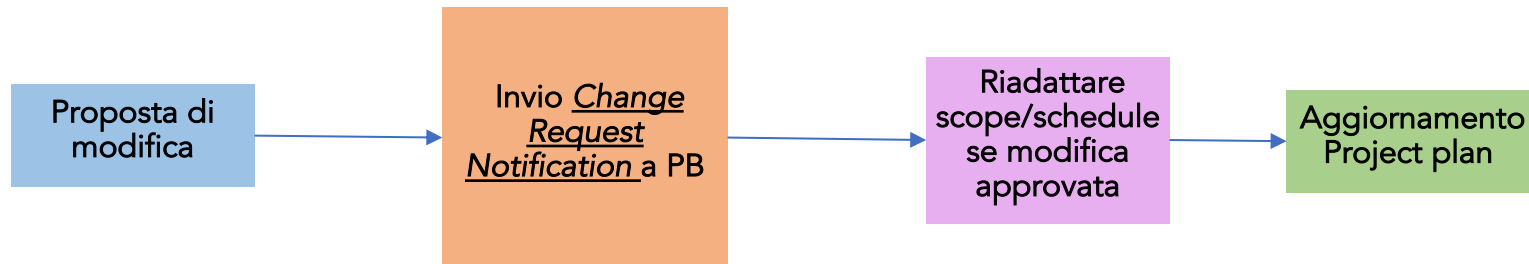 Proposta di
modifica
Invio Change
Request
Notification a PB
Riadattare
scope/schedule
se modifica
approvata
Aggiornamento
Project plan